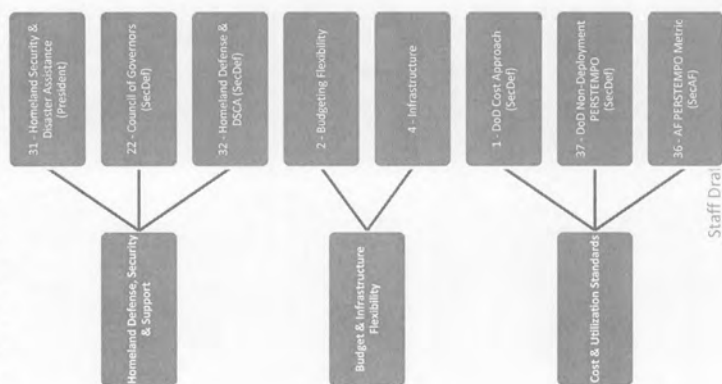 Homeland Defense, Security
& Support
31 - Homeland Security &
Disaster Assistance
(President)
22 - Council of Governors
(SecDef)
32 - Homeland Defense &
DSCA (SecDef)
Budget & Infrastructure
Flexibility
2 - Budgeting Flexibility
4 - Infrastructure
Cost & Utilization Standards
1 - DoD Cost Approach
(SecDef)
37 - DoD Non-Deployment
PERSTEMPO
(SecDef)
36 - AF PERSTEMPO Metric
(SecAF)
Staff Draf